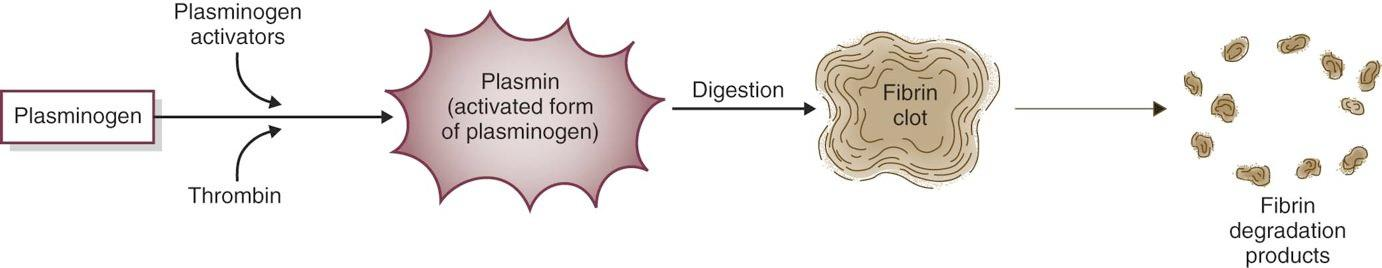 Plasminogen
activators
Plasminogen
Thrombin
Plasmin
(activated form
of plasminogen)
Digestion
Fibrin
clot
Fibrin
degradation
products